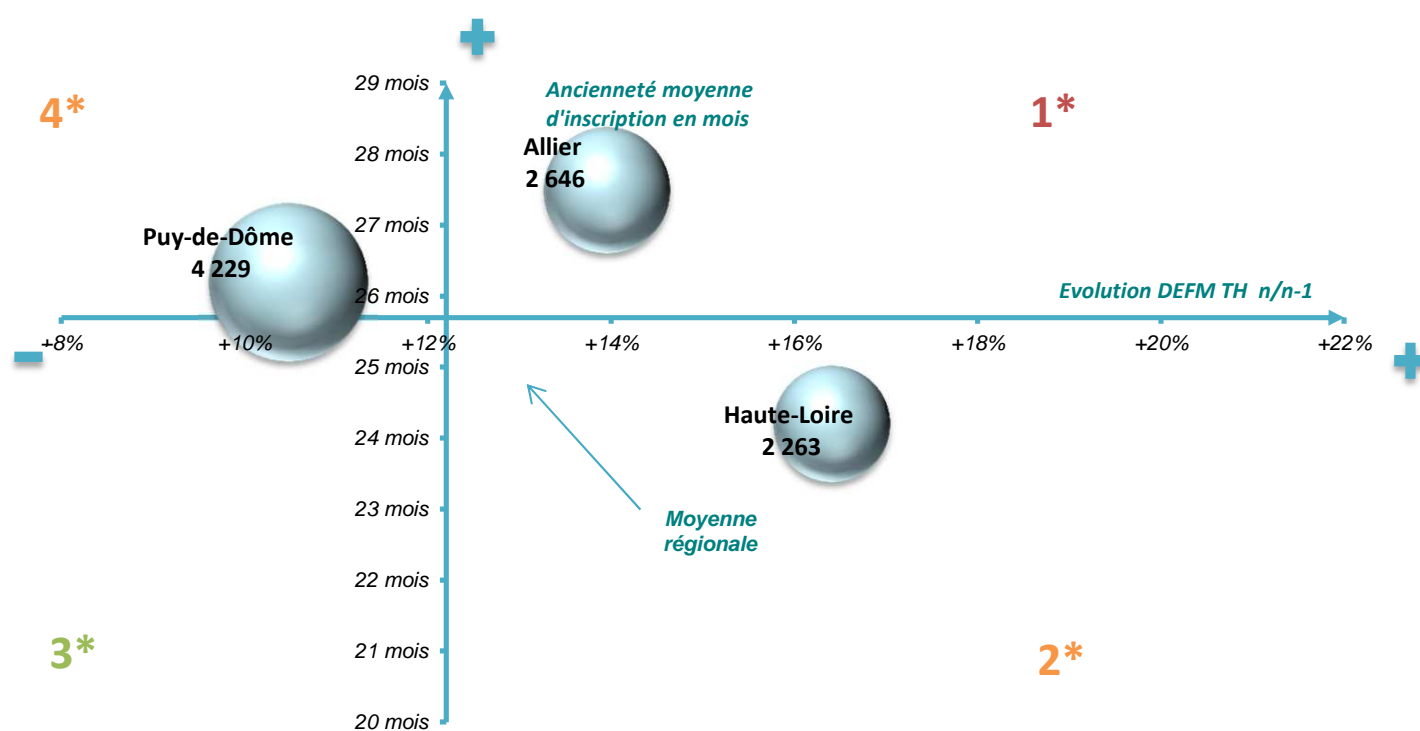 4*
29 mois
Ancienneté moyenne
d'inscription en mois
1*
Allier
2 646
28 mois
27 mois
Puy-de-Dôme
4 229
26 mois
Evolution DEFM TH n/n-1
+8%
+10%
+12%
+14%
+16%
+18%
+20%
+22%
25 mois
Haute-Loire
2 263
24 mois
23 mois
Moyenne
régionale
22 mois
3*
21 mois
2*
20 mois